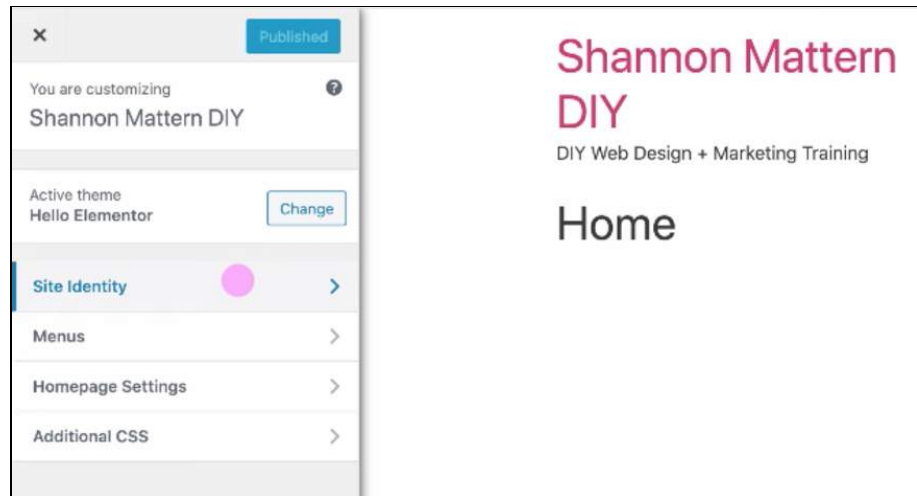 Published
You are customizing
Shannon Mattern DIY
Active theme
Hello Elementor
Change
Site Identity
Menus
Homepage Settings
Additional CSS
Shannon Mattern
DIY
DIY Web Design + Marketing Training
Home